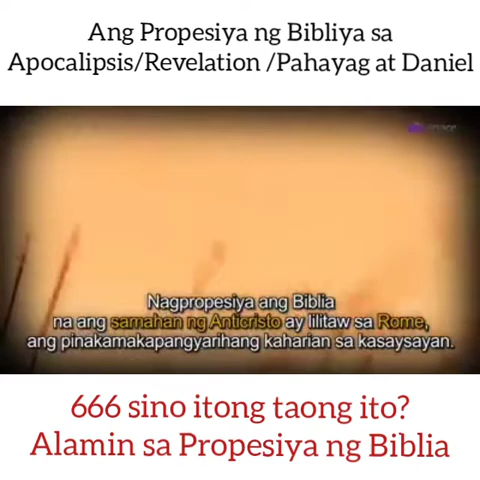 Ang Propesiya ng Bibliya sa
Apocalipsis/Revelation /Pahayag at Daniel
Nagpropesiya ang Biblia
na ang samahan ng Anticristo ay lilitaw sa Rome,
ang pinakamakapangyarihang kaharian sa kasaysayan.
666 sino itong taong ito?
Alamin sa Propesiya ng Biblia